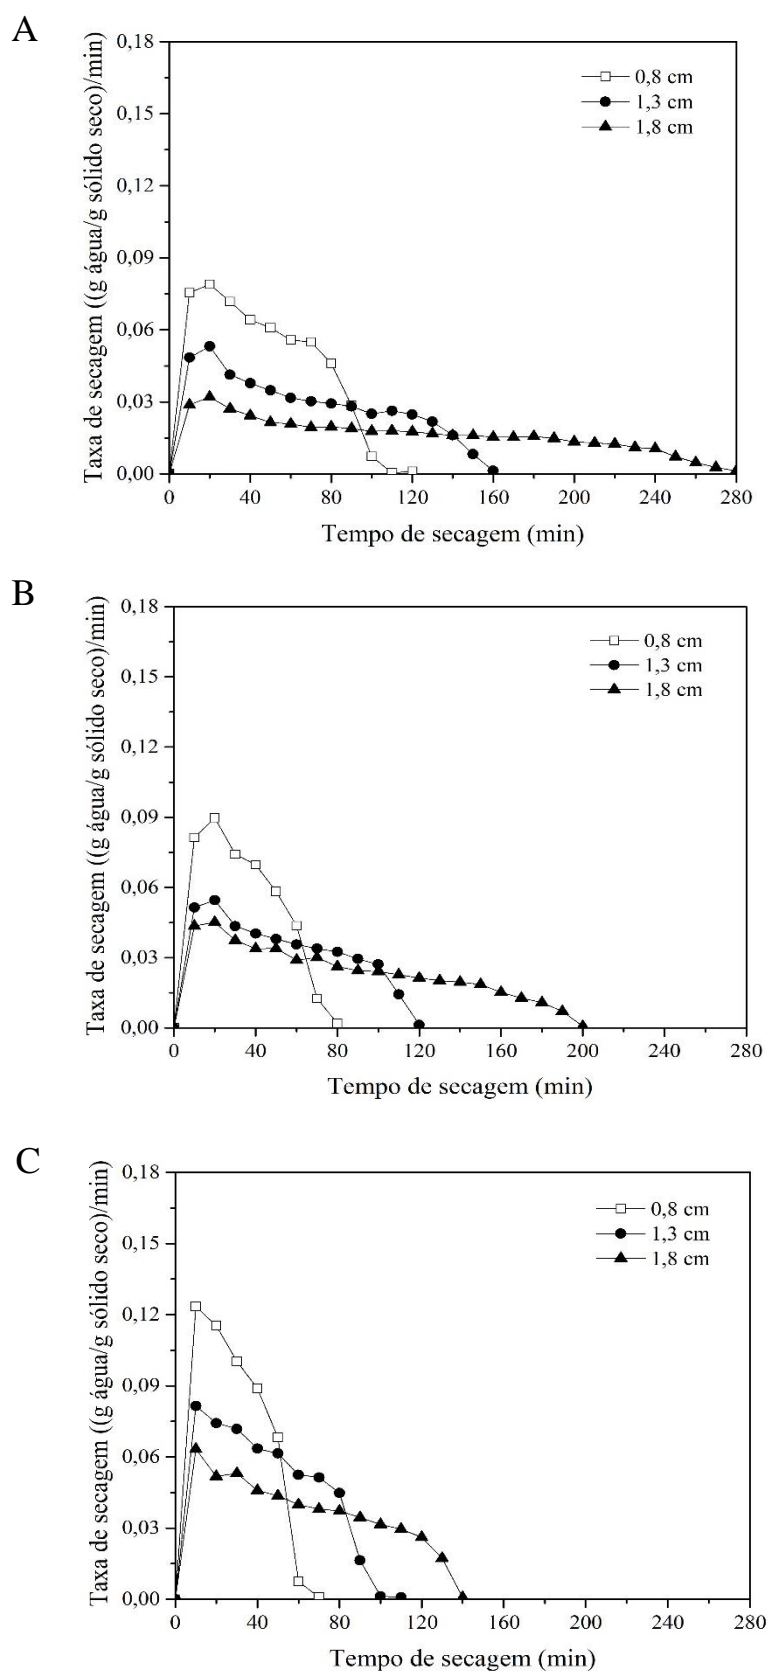 A
0,18
0,15
0,12
0,09
0,06
0,03
0,00
Taxa de secagem ((g água/g sólido seco)/min)
0,8 cm
1,3 cm
1,8 cm
0 40 80 120 160 200 240 280
Tempo de secagem (min)
B
0,18
0,15
0,12
0,09
0,06
0,03
0,00
Taxa de secagem ((g água/g sólido seco)/min)
0,8 cm
1,3 cm
1,8 cm
0 40 80 120 160 200 240 280
Tempo de secagem (min)
C
0,18
0,15
0,12
0,09
0,06
0,03
0,00
Taxa de secagem ((g água/g sólido seco)/min)
0,8 cm
1,3 cm
1,8 cm
0 40 80 120 160 200 240 280
Tempo de secagem (min)